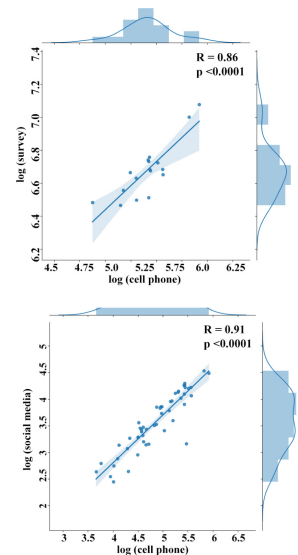 R = 0.86
p <0.0001
7.4
7.0
6.8
6.6
6.4
6.2
log (survey)
4.5 4.75 5.0 5.25 5.5 5.75 6.0 6.25
log (cell phone)
R = 0.91
p <0.0001
5
4.5
4
3.5
3
2.5
2
log (social media)
3 3.5 4 4.5 5 5.5 6 6.5
log (cell phone)